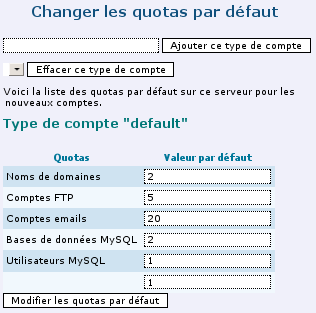 Changer les quotas par défaut
Ajouter ce type de compte
Effacer ce type de compte
Voici la liste des quotas par défaut sur ce serveur pour les
nouveaux comptes.
Type de compte "default"
Quotas Valeur par défaut
Noms de domaines 2
Comptes FTP 5
Comptes emails 20
Bases de données MySQL 2
Utilisateurs MySQL 1
1
Modifier les quotas par défaut